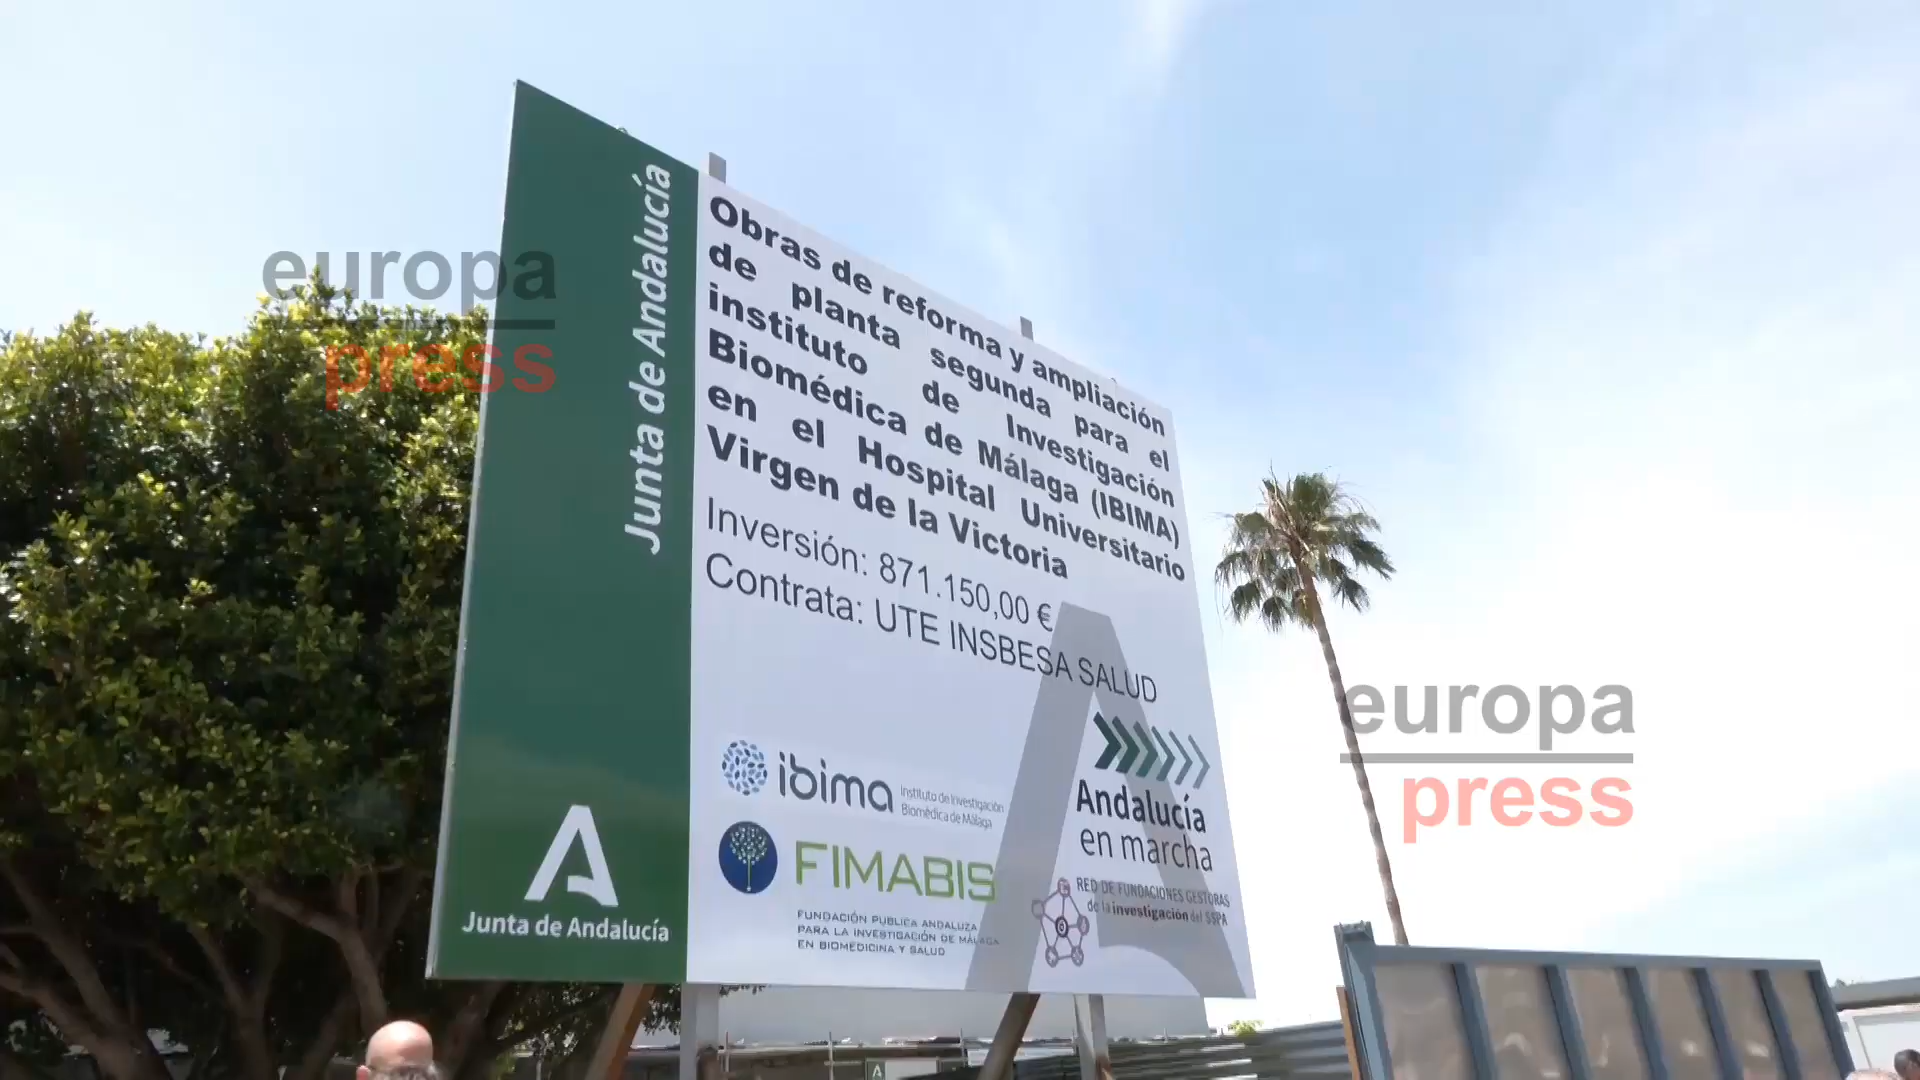 europa
press
Junta de Andalucía
Obras de reforma y ampliación
de planta segunda para el
instituto de Investigación
Biomédica de Málaga (IBIMA)
en el Hospital Universitario
Virgen de la Victoria
Inversión: 871.150,00 €
Contrata: UTE INSBESA SALUD
ibima
Instituto de Investigación
Biomédica de Málaga
FIMABIS
FUNDACIÓN PÚBLICA ANDALUZA
PARA LA INVESTIGACIÓN DE MÁLAGA
EN BIOMEDICINA Y SALUD
Andalucía
en marcha
RED DE FUNDACIONES GESTORAS
de la investigación del SSPA
Junta de Andalucía
europa
press